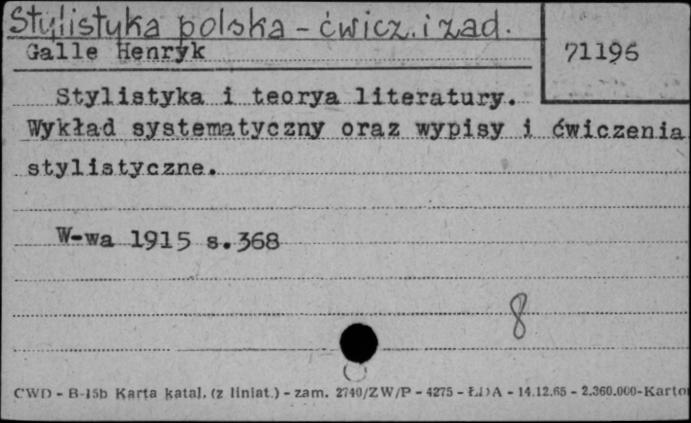 Stylistyka polska - ćwicz. i zad.
Galle Henryk
71196
Stylistyka i teorya literatury.
Wykład systematyczny oraz wypisy i ćwiczenia
stylistyczne.
W-wa 1915 s.368
8
CWD - B-15b Karta katal. (z liniat.) - zam. 2740/ZW/P - 4275 - ŁDA - 14.12.65 - 2.360.000-Karton